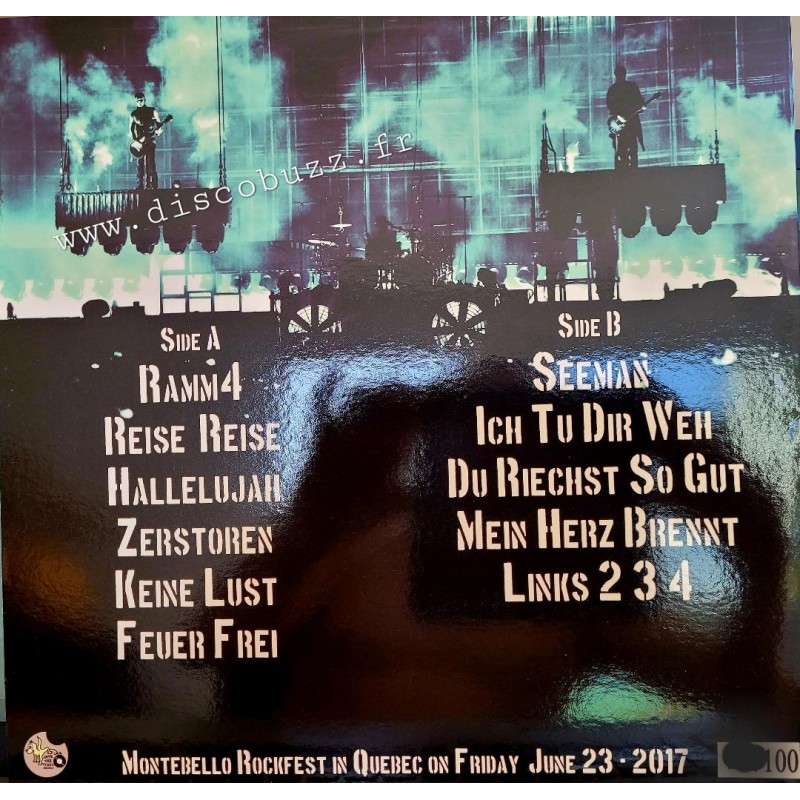 www.discobuzz.fr
Side A
Ramm4
Reise Reise
Hallelujah
Zerstoren
Keine Lust
Feuer Frei
Side B
Seeman
Ich Tu Dir Weh
Du Riechst So Gut
Mein Herz Brennt
Links 2 3 4
Montebello Rockfest in Quebec on Friday June 23 · 2017
100